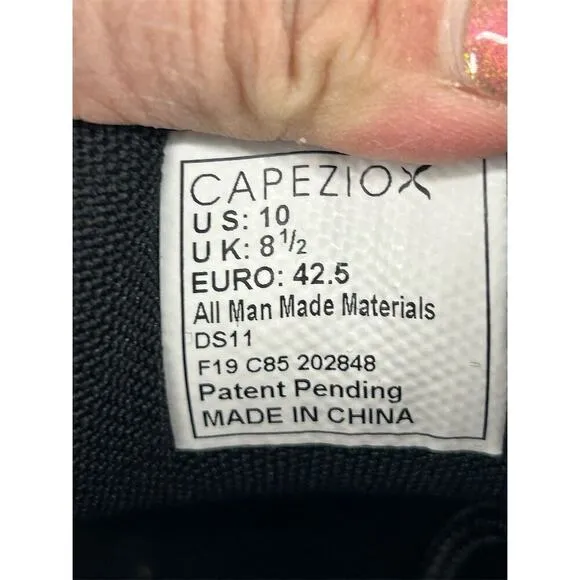 CAPEZIO
US: 10
UK: 8 1/2
EURO: 42.5
All Man Made Materials
DS11
F19 C85 202848
Patent Pending
MADE IN CHINA